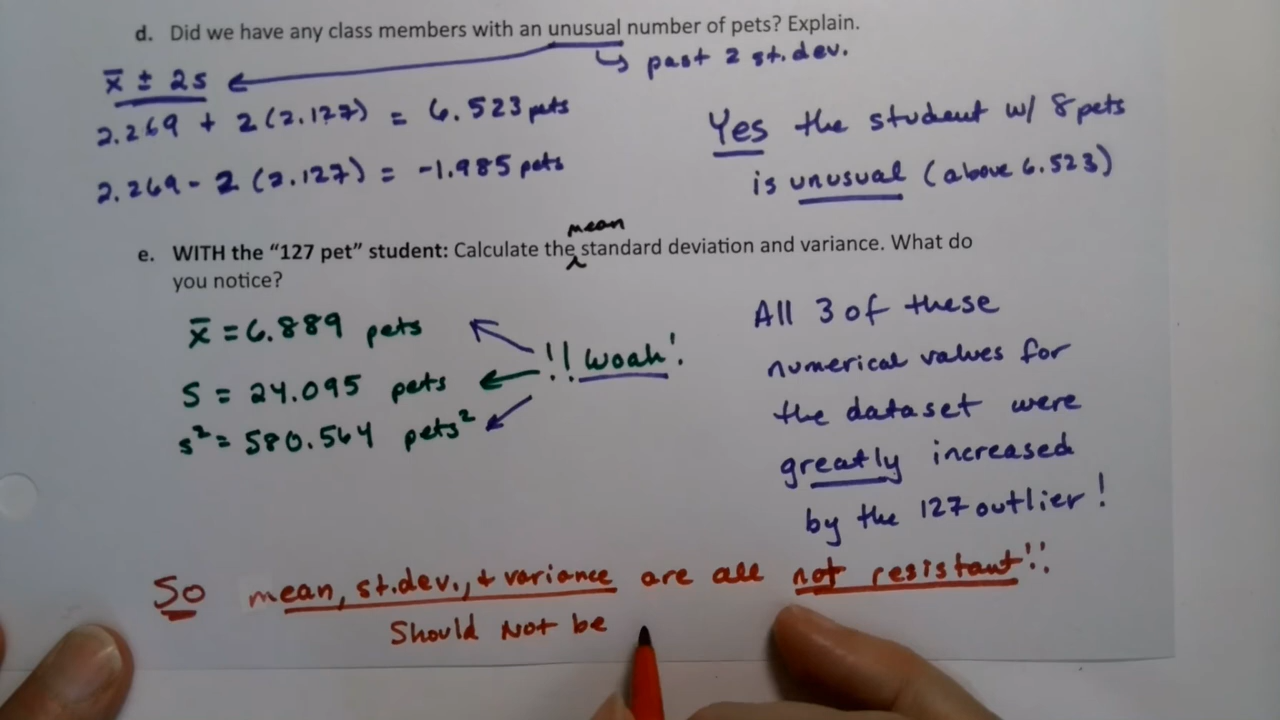 d. Did we have any class members with an unusual number of pets? Explain.
↳ past 2 st.dev.
x̄ ± 2s
2.269 + 2(2.127) = 6.523 pets
2.269 - 2(2.127) = -1.985 pets
Yes the student w/ 8 pets
is unusual (above 6.523)
mean
e. WITH the “127 pet” student: Calculate the standard deviation and variance. What do
you notice?
x̄ = 6.889 pets
S = 24.095 pets
s² = 580.564 pets²
!! Woah!
All 3 of these
numerical values for
the dataset were
greatly increased
by the 127 outlier!
So mean, st.dev., + variance are all not resistant!!
Should Not be